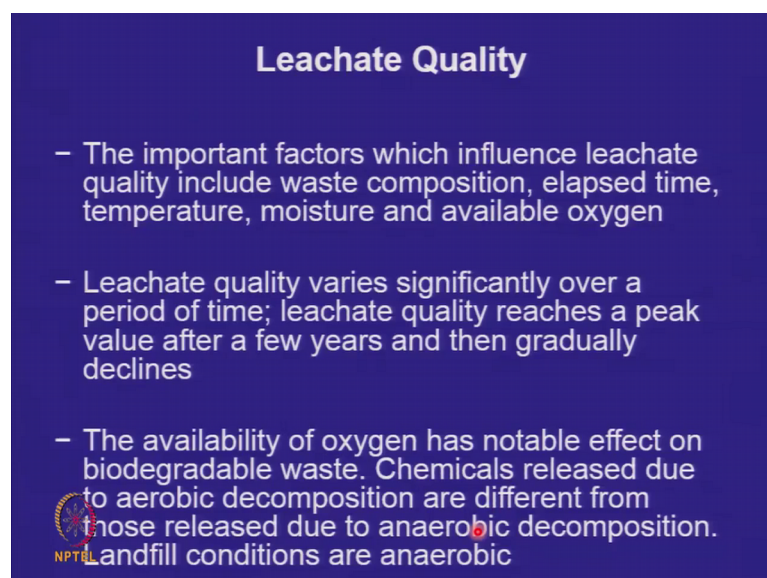 Leachate Quality
– The important factors which influence leachate
quality include waste composition, elapsed time,
temperature, moisture and available oxygen
– Leachate quality varies significantly over a
period of time; leachate quality reaches a peak
value after a few years and then gradually
declines
– The availability of oxygen has notable effect on
biodegradable waste. Chemicals released due
to aerobic decomposition are different from
those released due to anaerobic decomposition.
Landfill conditions are anaerobic
NPTEL